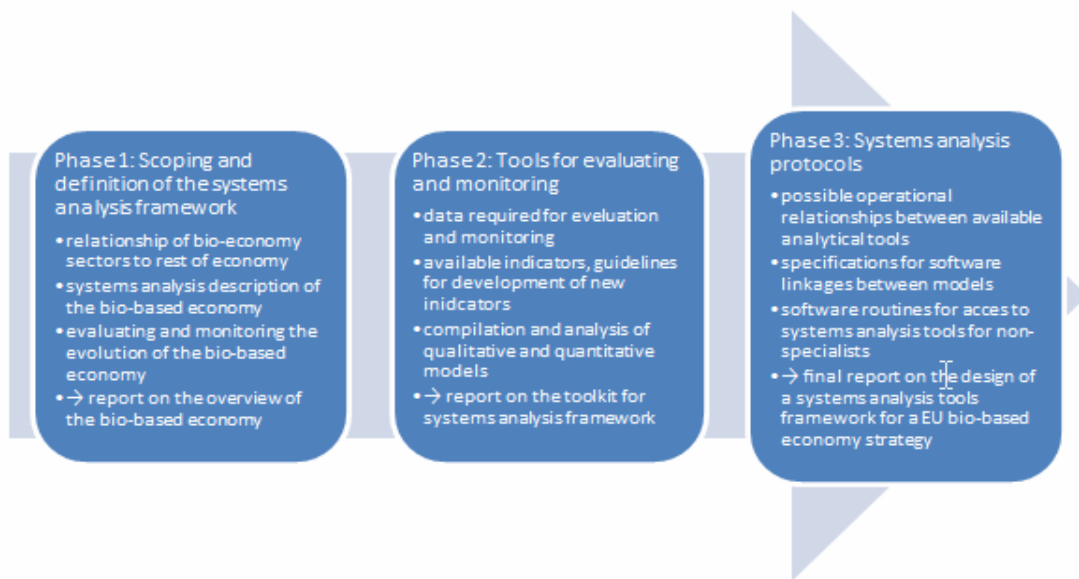 Phase 1: Scoping and
definition of the systems
analysis framework
•relationship of bio-economy
sectors to rest of economy
•systems analysis description of
the bio-based economy
•evaluating and monitoring the
evolution of the bio-based
economy
•→ report on the overview of
the bio-based economy
Phase 2: Tools for evaluating
and monitoring
•data required for eveluation
and monitoring
•available indicators, guidelines
for development of new
inidcators
•compilation and analysis of
qualitative and quantitative
models
•→ report on the toolkit for
systems analysis framework
Phase 3: Systems analysis
protocols
•possible operational
relationships between available
analytical tools
•specifications for software
linkages between models
•software routines for acces to
systems analysis tools for non-
specialists
•→ final report on the design of
a systems analysis tools
framework for a EU bio-based
economy strategy